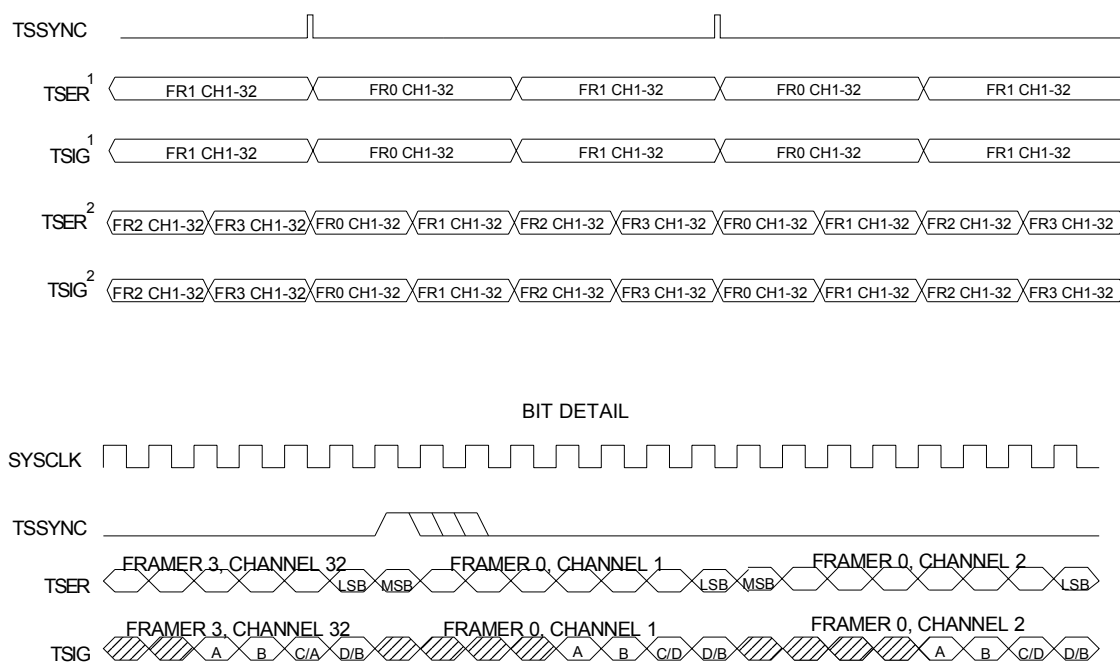 TSSYNC
TSER1 FR1 CH1-32 FR0 CH1-32 FR1 CH1-32 FR0 CH1-32 FR1 CH1-32
TSIG1 FR1 CH1-32 FR0 CH1-32 FR1 CH1-32 FR0 CH1-32 FR1 CH1-32
TSER2 FR2 CH1-32 FR3 CH1-32 FR0 CH1-32 FR1 CH1-32 FR2 CH1-32 FR3 CH1-32 FR0 CH1-32 FR1 CH1-32 FR2 CH1-32 FR3 CH1-32
TSIG2 FR2 CH1-32 FR3 CH1-32 FR0 CH1-32 FR1 CH1-32 FR2 CH1-32 FR3 CH1-32 FR0 CH1-32 FR1 CH1-32 FR2 CH1-32 FR3 CH1-32
BIT DETAIL
SYSCLK
TSSYNC
FRAMER 3, CHANNEL 32 FRAMER 0, CHANNEL 1 FRAMER 0, CHANNEL 2
TSER LSB MSB LSB MSB LSB
FRAMER 3, CHANNEL 32 FRAMER 0, CHANNEL 1 FRAMER 0, CHANNEL 2
TSIG A B C/A D/B A B C/D D/B A B C/D D/B